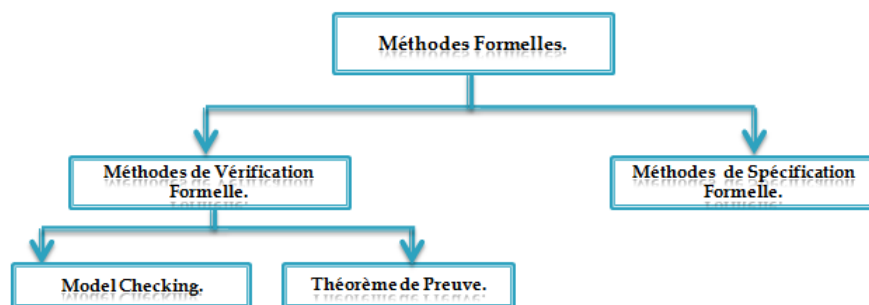 Méthodes Formelles.
Méthodes de Vérification
Formelle.
Méthodes de Spécification
Formelle.
Model Checking.
Théorème de Preuve.